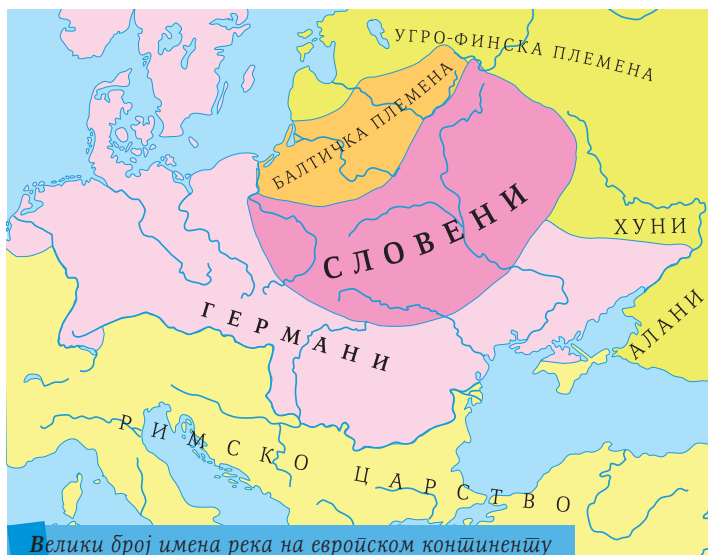 УГРО-ФИНСКА ПЛЕМЕНА
БАЛТИЧКА ПЛЕМЕНА
СЛОВЕНИ
ХУНИ
ГЕРМАНИ
АЛАНИ
РИМСКО ЦАРСТВО
Велики број имена река на европском континенту